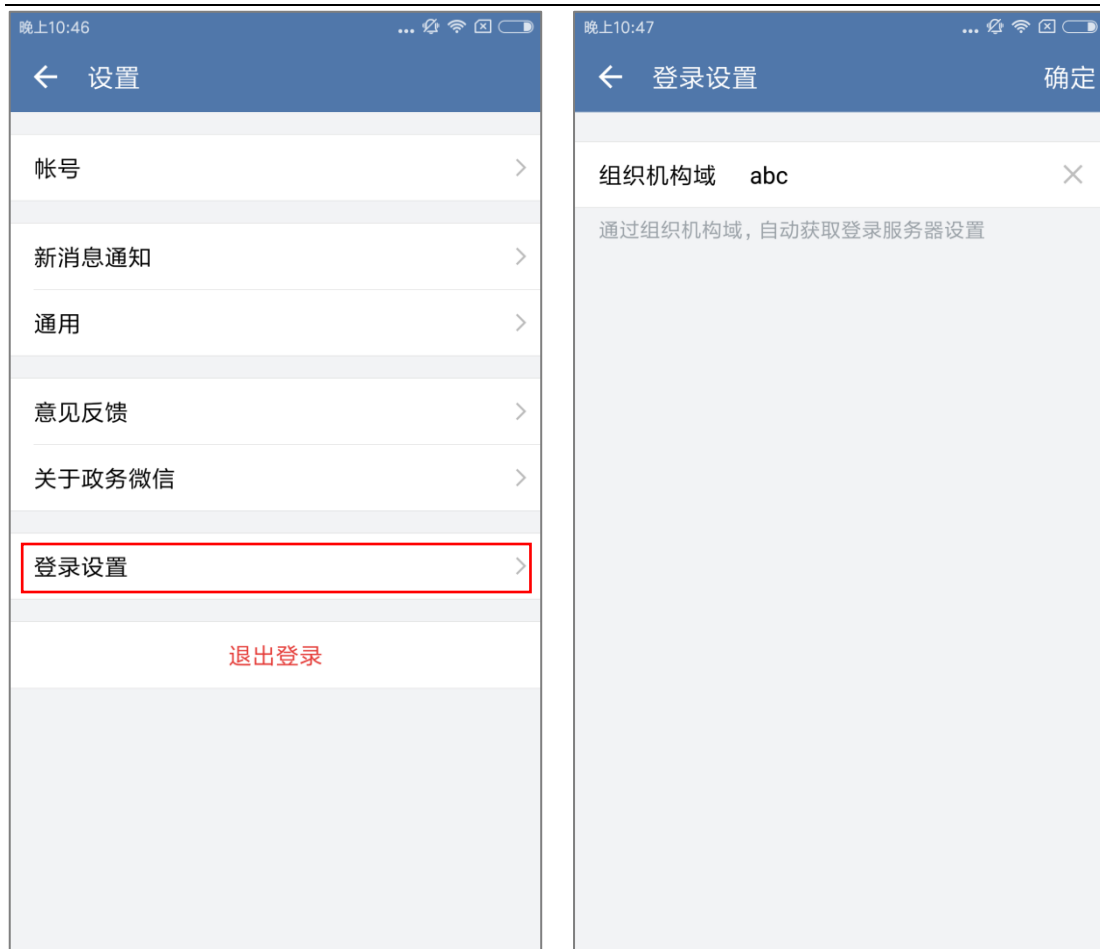 晚上10:46
设置
帐号
新消息通知
通用
意见反馈
关于政务微信
登录设置
退出登录
晚上10:47
登录设置 确定
组织机构域 abc
通过组织机构域，自动获取登录服务器设置